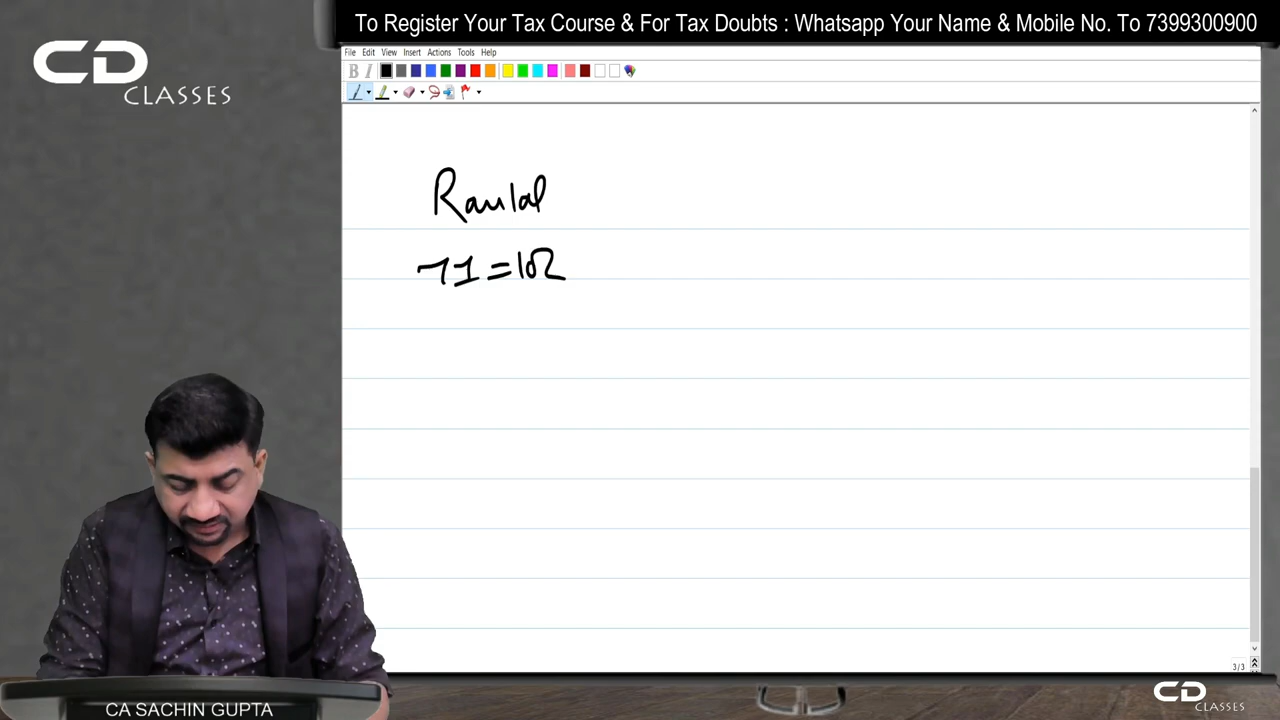 To Register Your Tax Course & For Tax Doubts : Whatsapp Your Name & Mobile No. To 7399300900
CD
CLASSES
File Edit View Insert Actions Tools Help
B I
Ramlal
TI = 10L
3/3
CA SACHIN GUPTA
CD
CLASSES